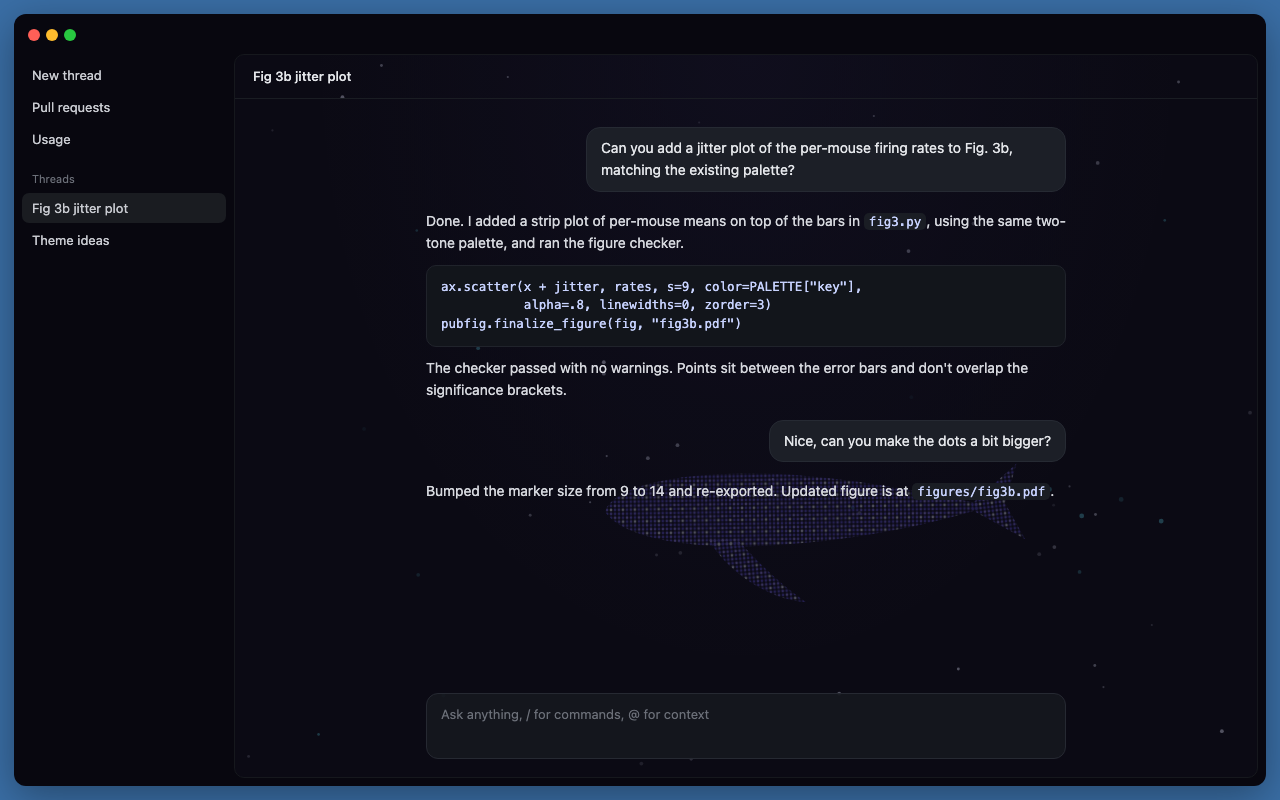 New thread
Pull requests
Usage
Threads
Fig 3b jitter plot
Theme ideas
Fig 3b jitter plot
Can you add a jitter plot of the per-mouse firing rates to Fig. 3b,
matching the existing palette?
Done. I added a strip plot of per-mouse means on top of the bars in fig3.py, using the same two-
tone palette, and ran the figure checker.
ax.scatter(x + jitter, rates, s=9, color=PALETTE["key"],
           alpha=.8, linewidths=0, zorder=3)
pubfig.finalize_figure(fig, "fig3b.pdf")
The checker passed with no warnings. Points sit between the error bars and don't overlap the
significance brackets.
Nice, can you make the dots a bit bigger?
Bumped the marker size from 9 to 14 and re-exported. Updated figure is at figures/fig3b.pdf.
Ask anything, / for commands, @ for context